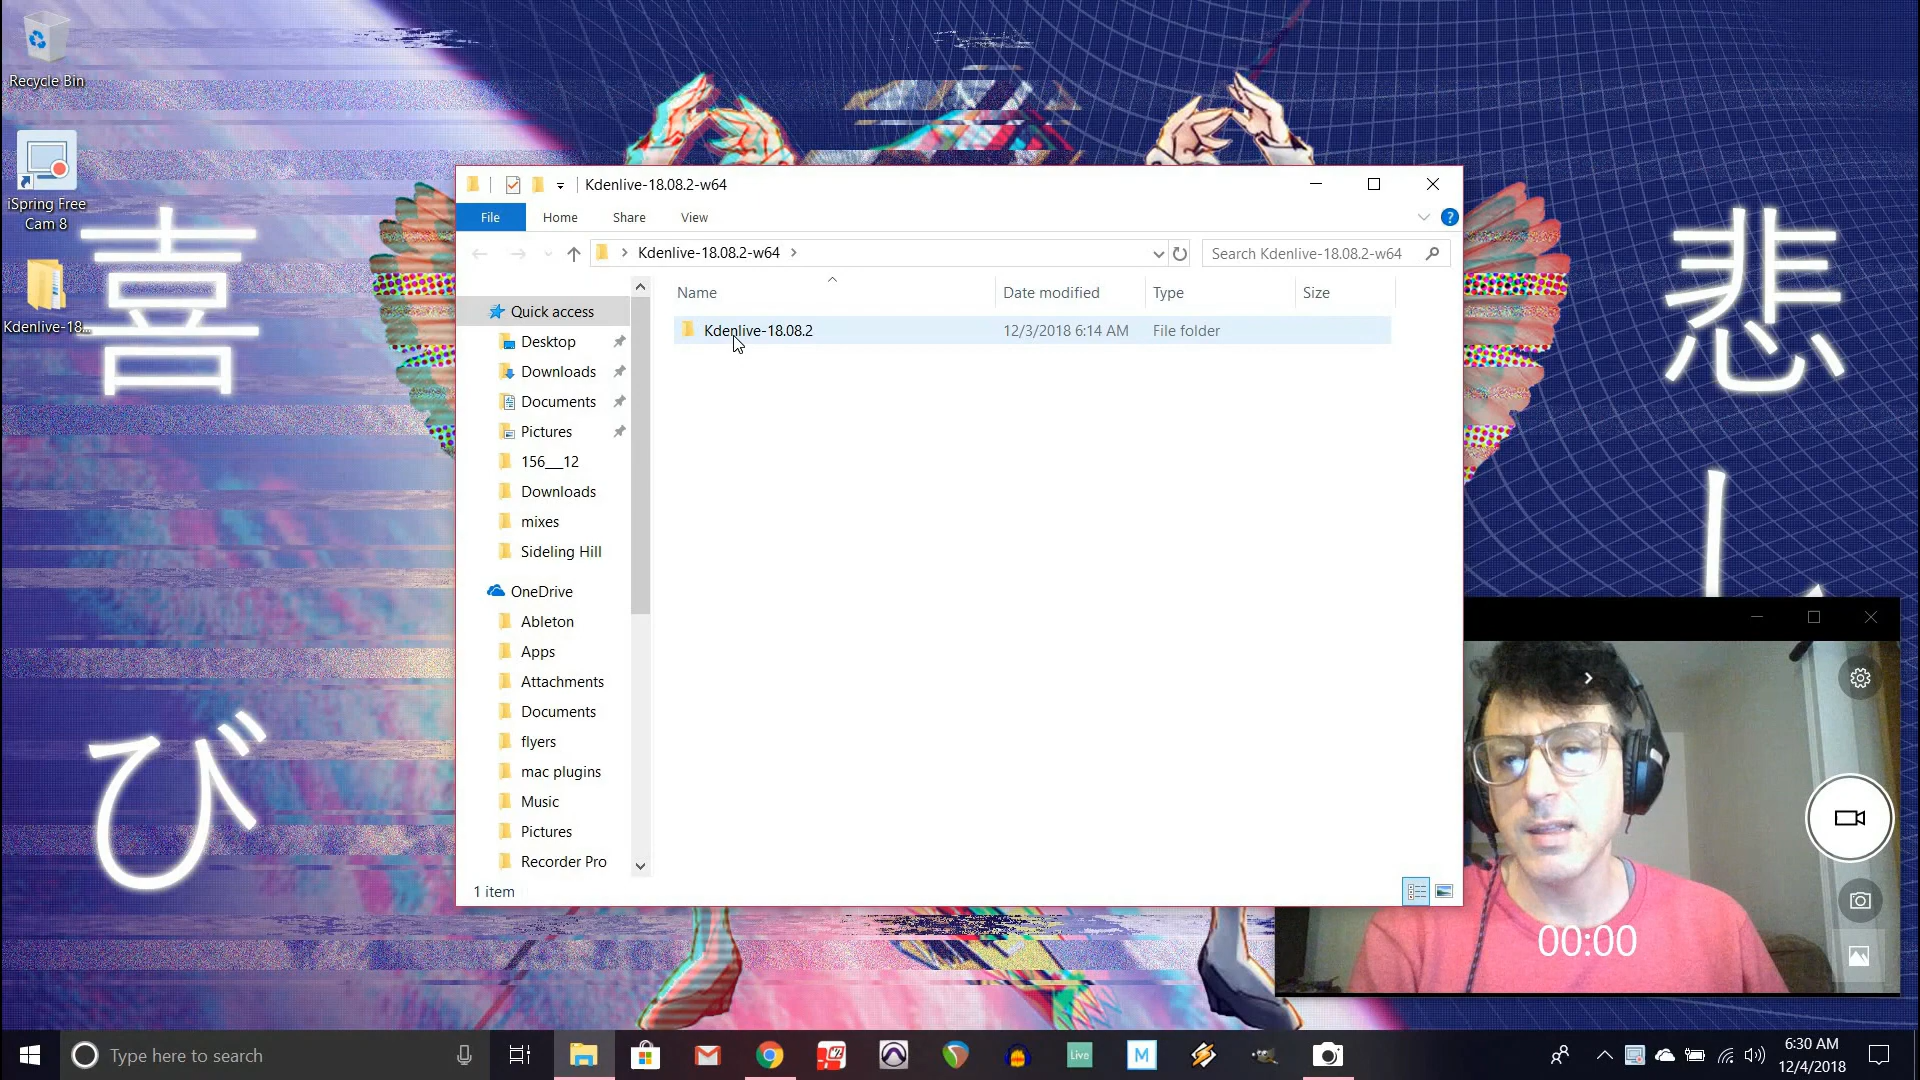 Recycle Bin
iSpring Free
Cam 8
Kdenlive-18...
喜
び
悲
し
Kdenlive-18.08.2-w64
File
Home
Share
View
Kdenlive-18.08.2-w64
Search Kdenlive-18.08.2-w64
Name
Date modified
Type
Size
Kdenlive-18.08.2
12/3/2018 6:14 AM
File folder
Quick access
Desktop
Downloads
Documents
Pictures
156___12
Downloads
mixes
Sideling Hill
OneDrive
Ableton
Apps
Attachments
Documents
flyers
mac plugins
Music
Pictures
Recorder Pro
1 item
00:00
Type here to search
Live
M
6:30 AM
12/4/2018